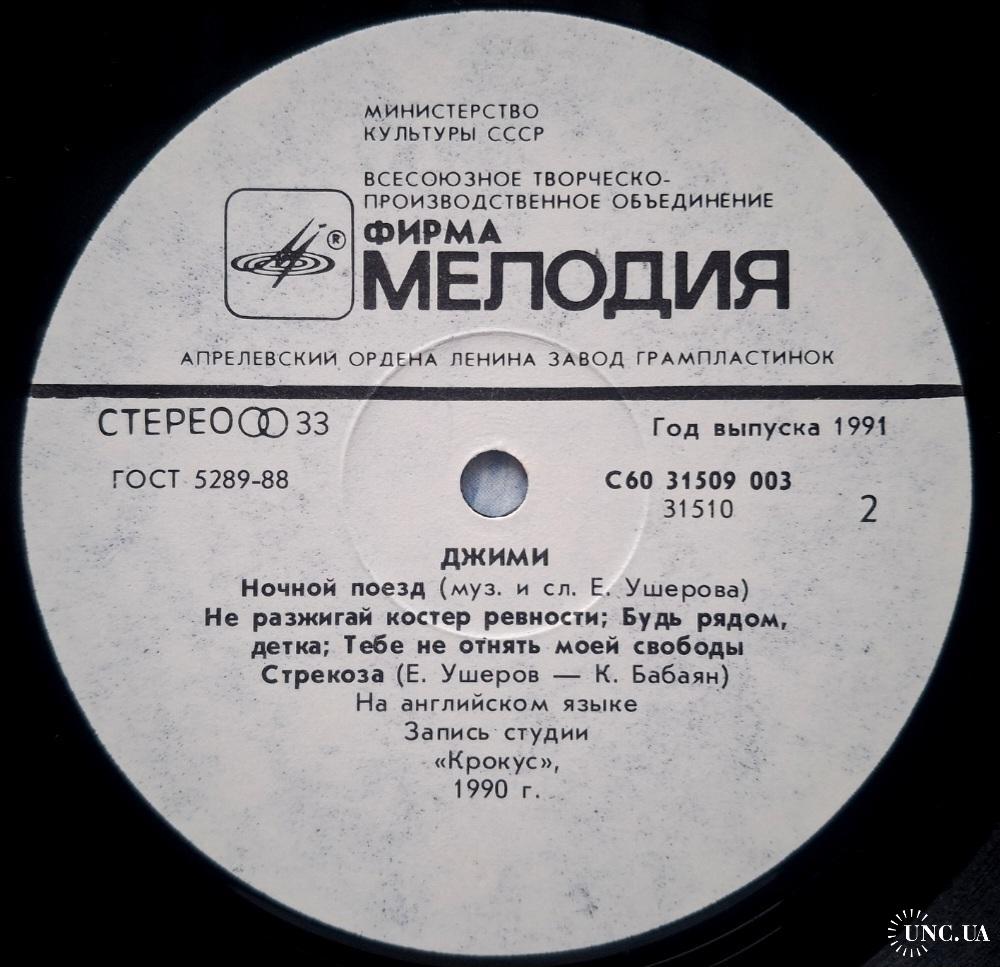 МИНИСТЕРСТВО
КУЛЬТУРЫ СССР
ВСЕСОЮЗНОЕ ТВОРЧЕСКО-
ПРОИЗВОДСТВЕННОЕ ОБЪЕДИНЕНИЕ
ФИРМА
®
МЕЛОДИЯ
АПРЕЛЕВСКИЙ ОРДЕНА ЛЕНИНА ЗАВОД ГРАМПЛАСТИНОК
СТЕРЕО 33
Год выпуска 1991
ГОСТ 5289-88
С60 31509 003
31510
2
ДЖИМИ
Ночной поезд (муз. и сл. Е. Ушерова)
Не разжигай костер ревности; Будь рядом,
детка; Тебе не отнять моей свободы
Стрекоза (Е. Ушеров — К. Бабаян)
На английском языке
Запись студии
«Крокус»,
1990 г.
UNC.UA